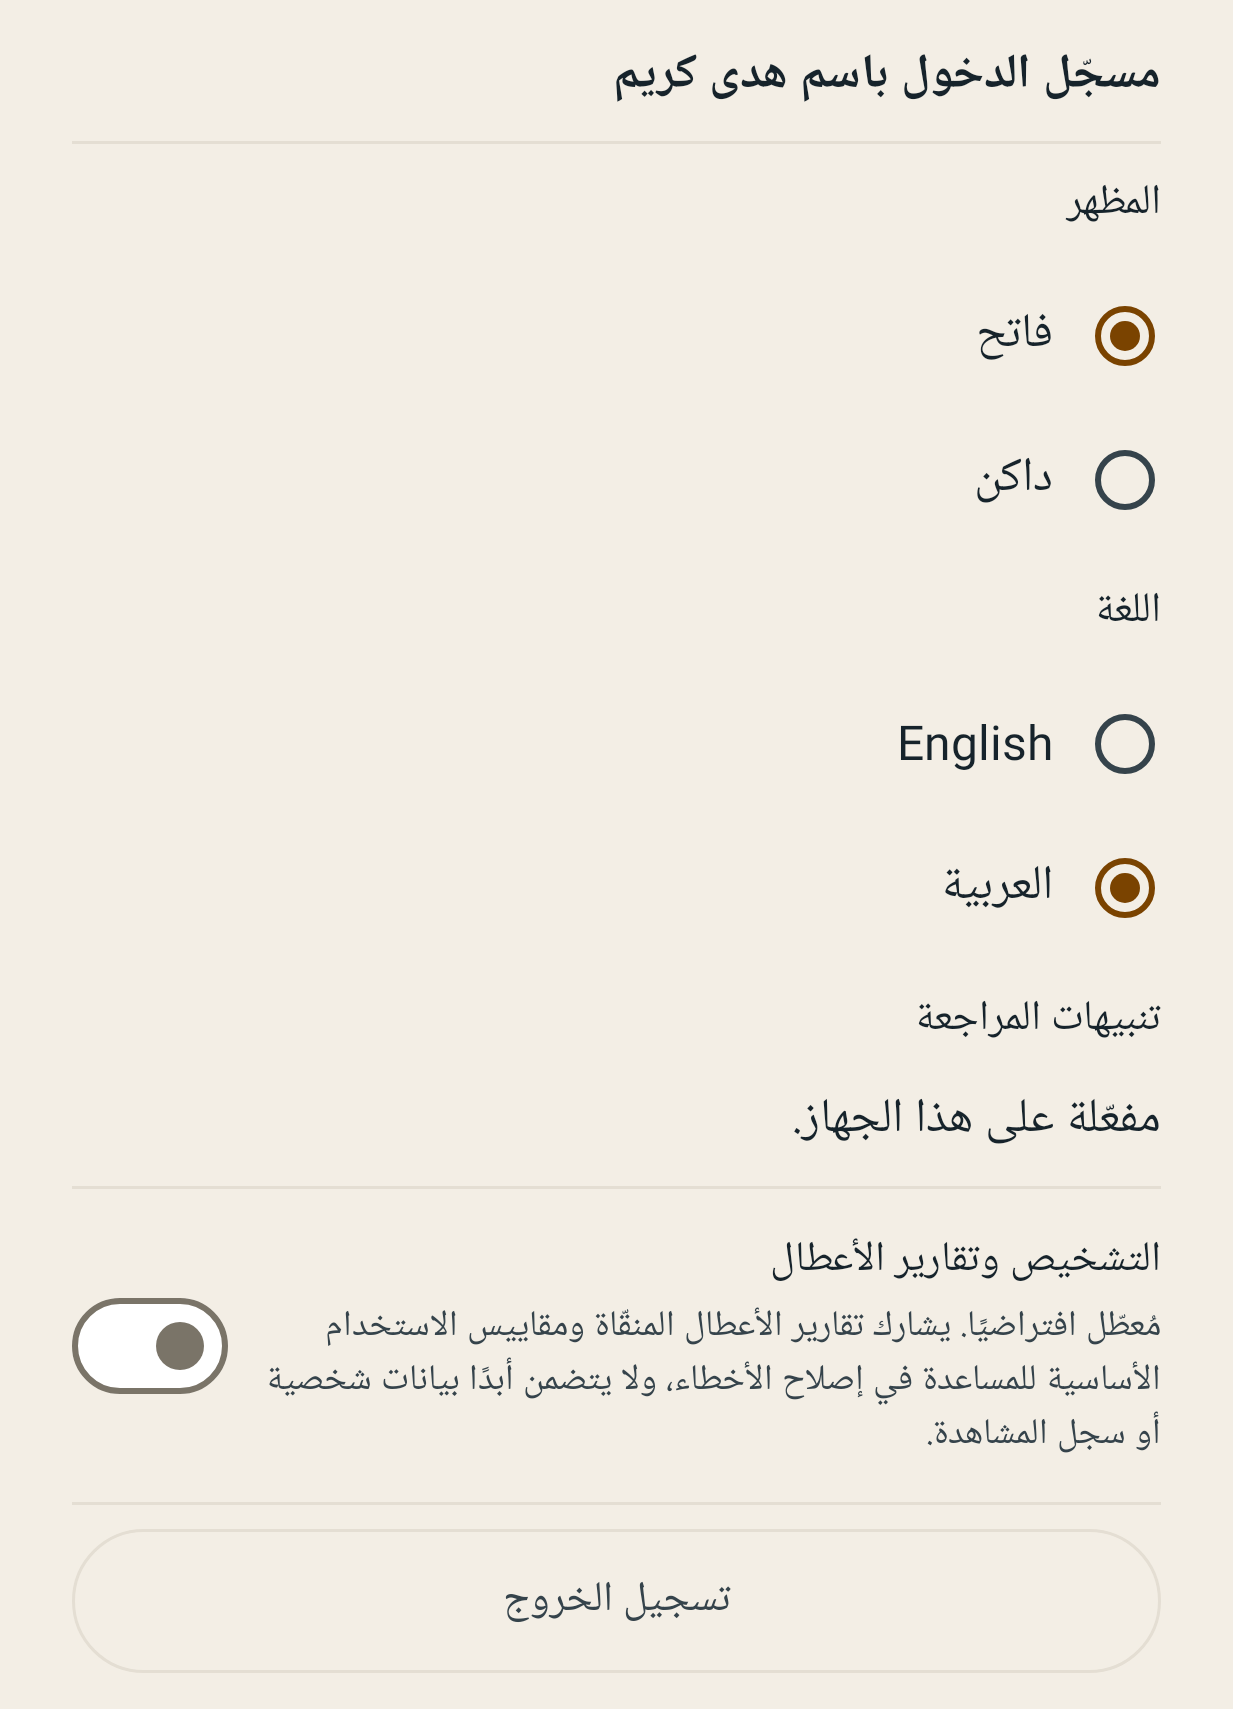 مسجّل الدخول باسم هدى كريم
المظهر
فاتح
داكن
اللغة
English
العربية
تنبيهات المراجعة
مفعّلة على هذا الجهاز.
التشخيص وتقارير الأعطال
مُعطّل افتراضيًا. يشارك تقارير الأعطال المنقّاة ومقاييس الاستخدام
الأساسية للمساعدة في إصلاح الأخطاء، ولا يتضمن أبدًا بيانات شخصية
أو سجل المشاهدة.
تسجيل الخروج